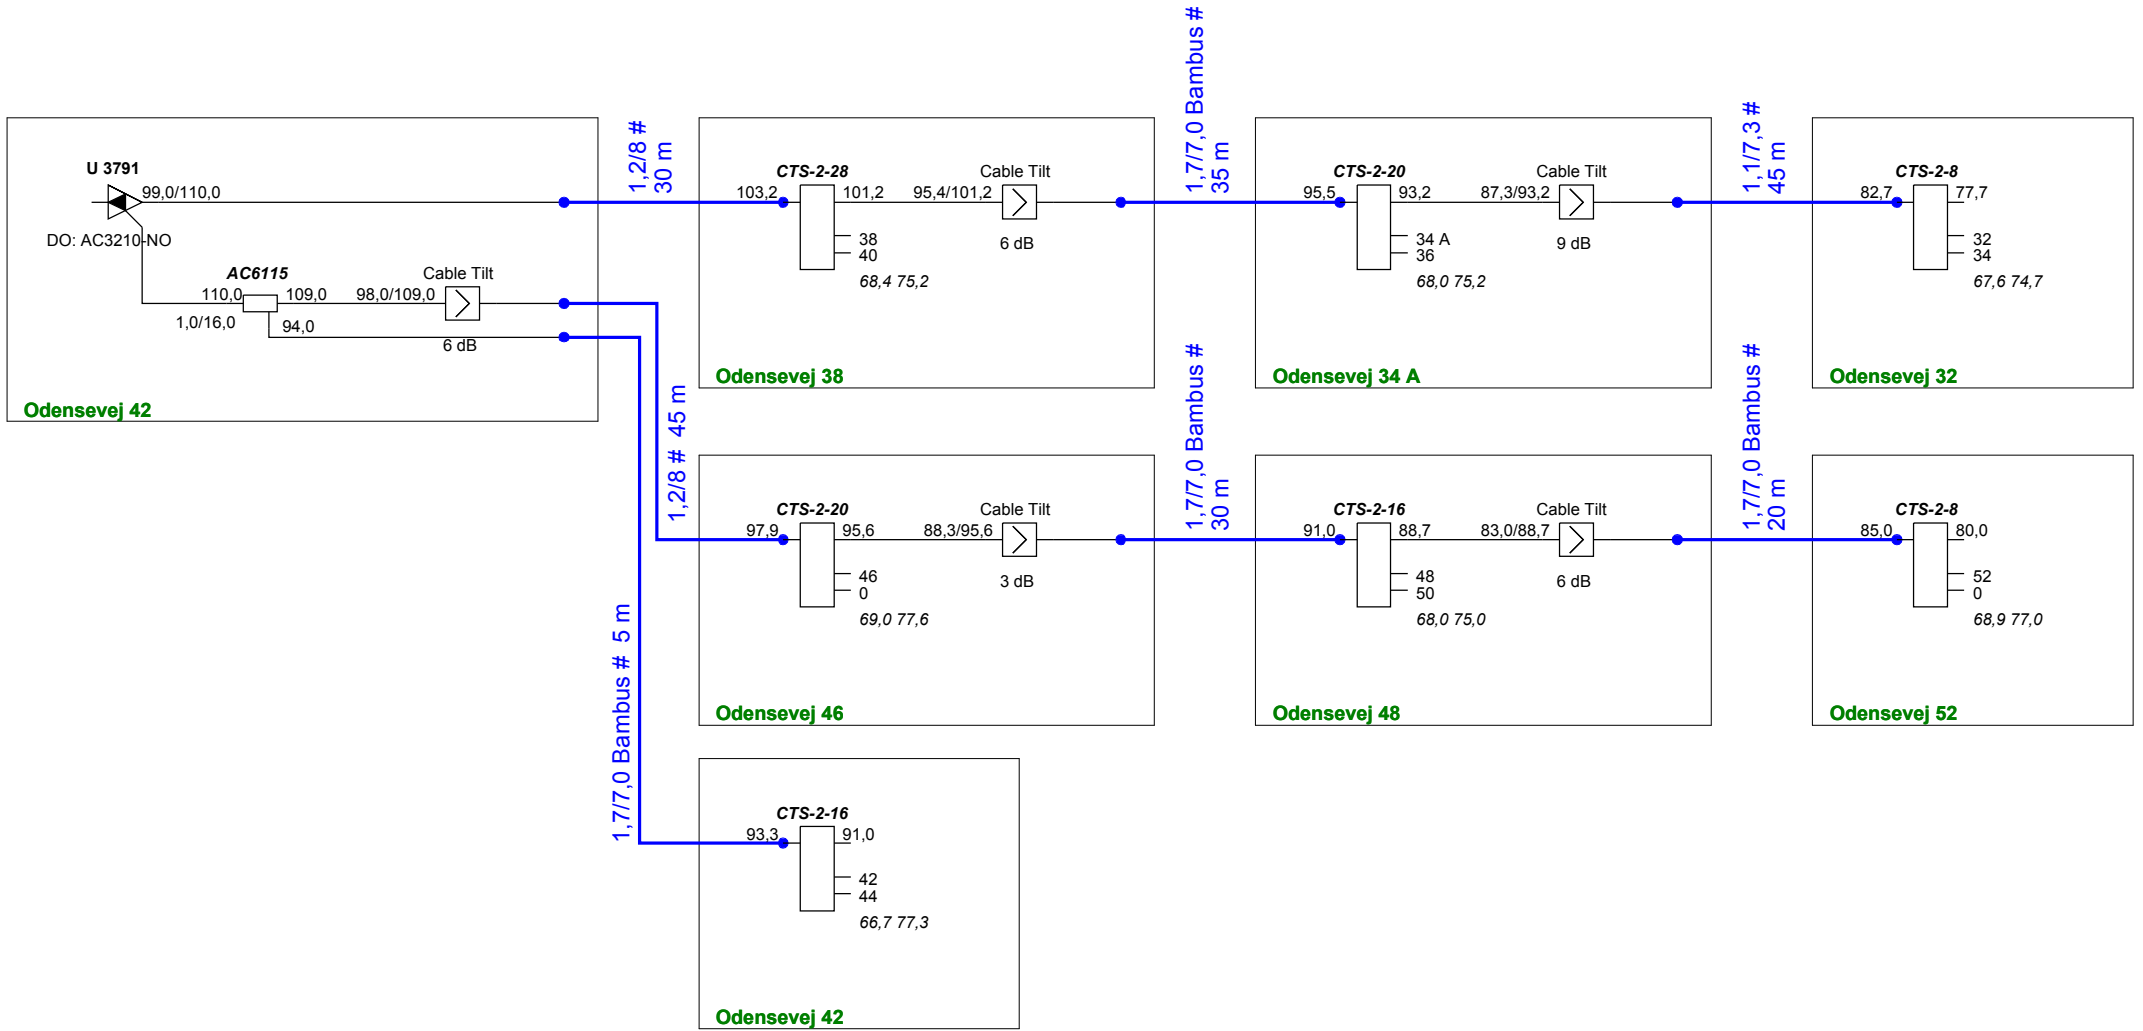 U 3791
99,0/110,0
DO: AC3210-NO
AC6115
110,0
109,0
1,0/16,0
94,0
Cable Tilt
98,0/109,0
6 dB
Odensevej 42
1,2/8 #
30 m
CTS-2-28
103,2
101,2
38
40
68,4 75,2
Cable Tilt
95,4/101,2
6 dB
Odensevej 38
1,7/7,0 Bambus #
35 m
CTS-2-20
95,5
93,2
34 A
36
68,0 75,2
Cable Tilt
87,3/93,2
9 dB
Odensevej 34 A
1,1/7,3 #
45 m
CTS-2-8
82,7
77,7
32
34
67,6 74,7
Odensevej 32
1,2/8 # 45 m
CTS-2-20
97,9
95,6
46
0
69,0 77,6
Cable Tilt
88,3/95,6
3 dB
Odensevej 46
1,7/7,0 Bambus #
30 m
CTS-2-16
91,0
88,7
48
50
68,0 75,0
Cable Tilt
83,0/88,7
6 dB
Odensevej 48
1,7/7,0 Bambus #
20 m
CTS-2-8
85,0
80,0
52
0
68,9 77,0
Odensevej 52
1,7/7,0 Bambus # 5 m
CTS-2-16
93,3
91,0
42
44
66,7 77,3
Odensevej 42